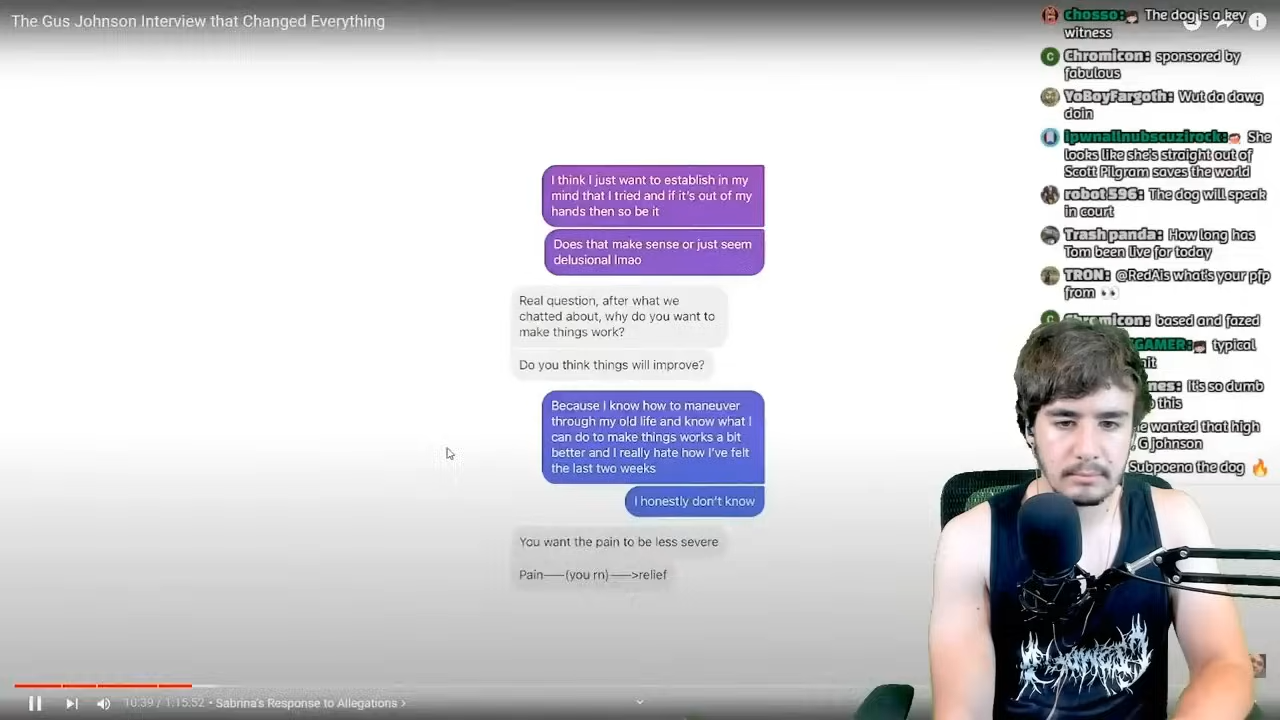 The Gus Johnson Interview that Changed Everything
chosso: The dog is a key
witness
Chromicon: sponsored by
fabulous
YoBoyFargoth: Wut da dawg
doin
ipwnallnubscuzirock: She
looks like she's straight out of
Scott Pilgram saves the world
robot596: The dog will speak
in court
Trash panda: How long has
Tom been live for today
TRON: @RedAis what's your pfp
from 👀
Chromicon: based and fazed
GAMER: typical
It's so dumb
this
wanted that high
G johnson
Subpoena the dog 🔥
I think I just want to establish in my
mind that I tried and if it's out of my
hands then so be it
Does that make sense or just seem
delusional lmao
Real question, after what we
chatted about, why do you want to
make things work?
Do you think things will improve?
Because I know how to maneuver
through my old life and know what I
can do to make things works a bit
better and I really hate how I've felt
the last two weeks
I honestly don't know
You want the pain to be less severe
Pain——(you rn)——>relief
10:39 / 1:15:52 • Sabrina's Response to Allegations >